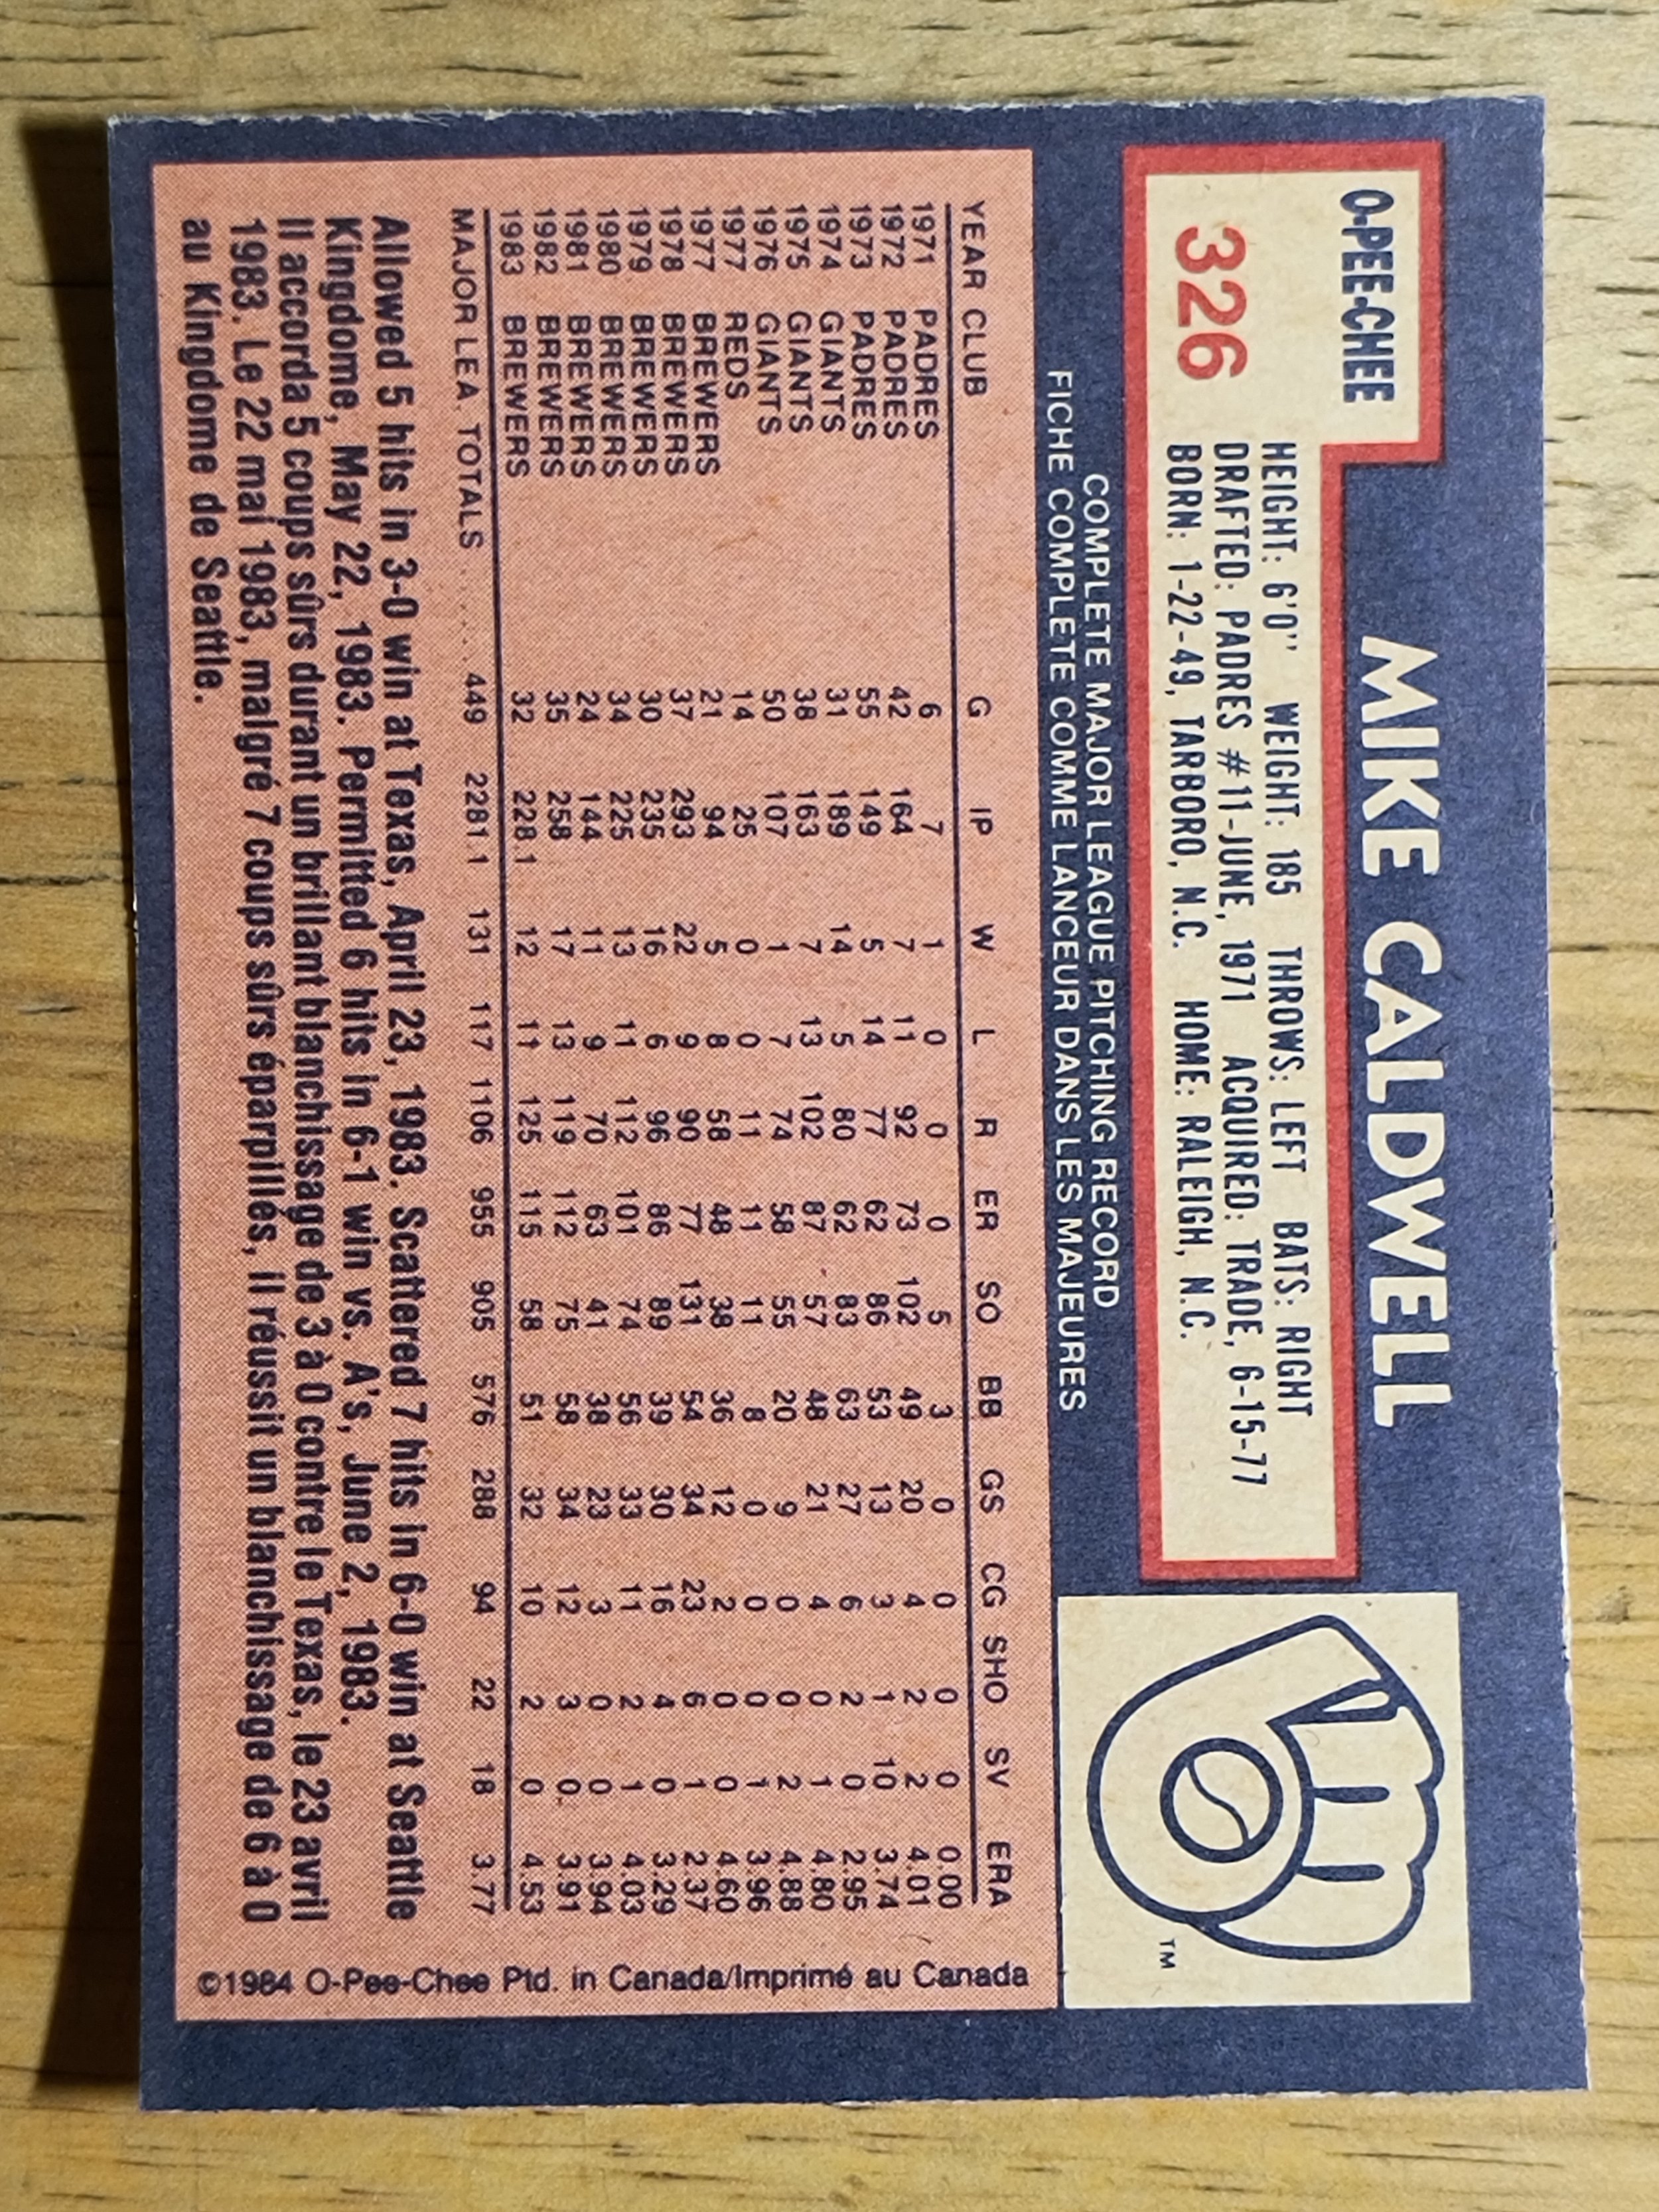 O-PEE-CHEE
326
MIKE CALDWELL
HEIGHT: 6'0'' WEIGHT: 185 THROWS: LEFT BATS: RIGHT
DRAFTED: PADRES #11-JUNE, 1971 ACQUIRED: TRADE, 6-15-77
BORN: 1-22-49, TARBORO, N.C. HOME: RALEIGH, N.C.
TM
COMPLETE MAJOR LEAGUE PITCHING RECORD
FICHE COMPLETE COMME LANCEUR DANS LES MAJEURES
YEAR CLUB G IP W L R ER SO BB GS CG SHO SV ERA
1971 PADRES 6 7 1 0 0 0 5 3 0 0 0 0 0.00
1972 PADRES 42 164 7 11 92 73 102 49 20 4 2 2 4.01
1973 PADRES 55 149 5 14 77 62 86 53 13 3 1 10 3.74
1974 GIANTS 31 189 14 5 80 62 83 63 27 6 2 0 2.95
1975 GIANTS 38 163 7 13 102 87 57 48 21 4 0 1 4.80
1976 GIANTS 50 107 1 7 74 58 55 20 9 0 0 2 4.88
1977 REDS 14 25 0 0 11 11 11 8 0 0 0 1 3.96
1977 BREWERS 21 94 5 8 58 48 38 36 12 2 0 0 4.60
1978 BREWERS 37 293 22 9 90 77 131 54 34 23 6 1 2.37
1979 BREWERS 30 235 16 6 96 86 89 39 30 16 4 0 3.29
1980 BREWERS 34 225 13 11 112 101 74 56 33 11 2 1 4.03
1981 BREWERS 24 144 11 9 70 63 41 38 23 3 0 0 3.94
1982 BREWERS 35 258 17 13 119 112 75 58 34 12 3 0. 3.91
1983 BREWERS 32 228.1 12 11 125 115 58 51 32 10 2 0 4.53
MAJOR LEA. TOTALS ...... 449 2281.1 131 117 1106 955 905 576 288 94 22 18 3.77
Allowed 5 hits in 3-0 win at Texas, April 23, 1983. Scattered 7 hits in 6-0 win at Seattle
Kingdome, May 22, 1983. Permitted 6 hits in 6-1 win vs. A's, June 2, 1983.
Il accorda 5 coups sûrs durant un brillant blanchissage de 3 à 0 contre le Texas, le 23 avril
1983. Le 22 mai 1983, malgré 7 coups sûrs éparpillés, il réussit un blanchissage de 6 à 0
au Kingdome de Seattle.
©1984 O-Pee-Chee Ptd. in Canada/Imprimé au Canada